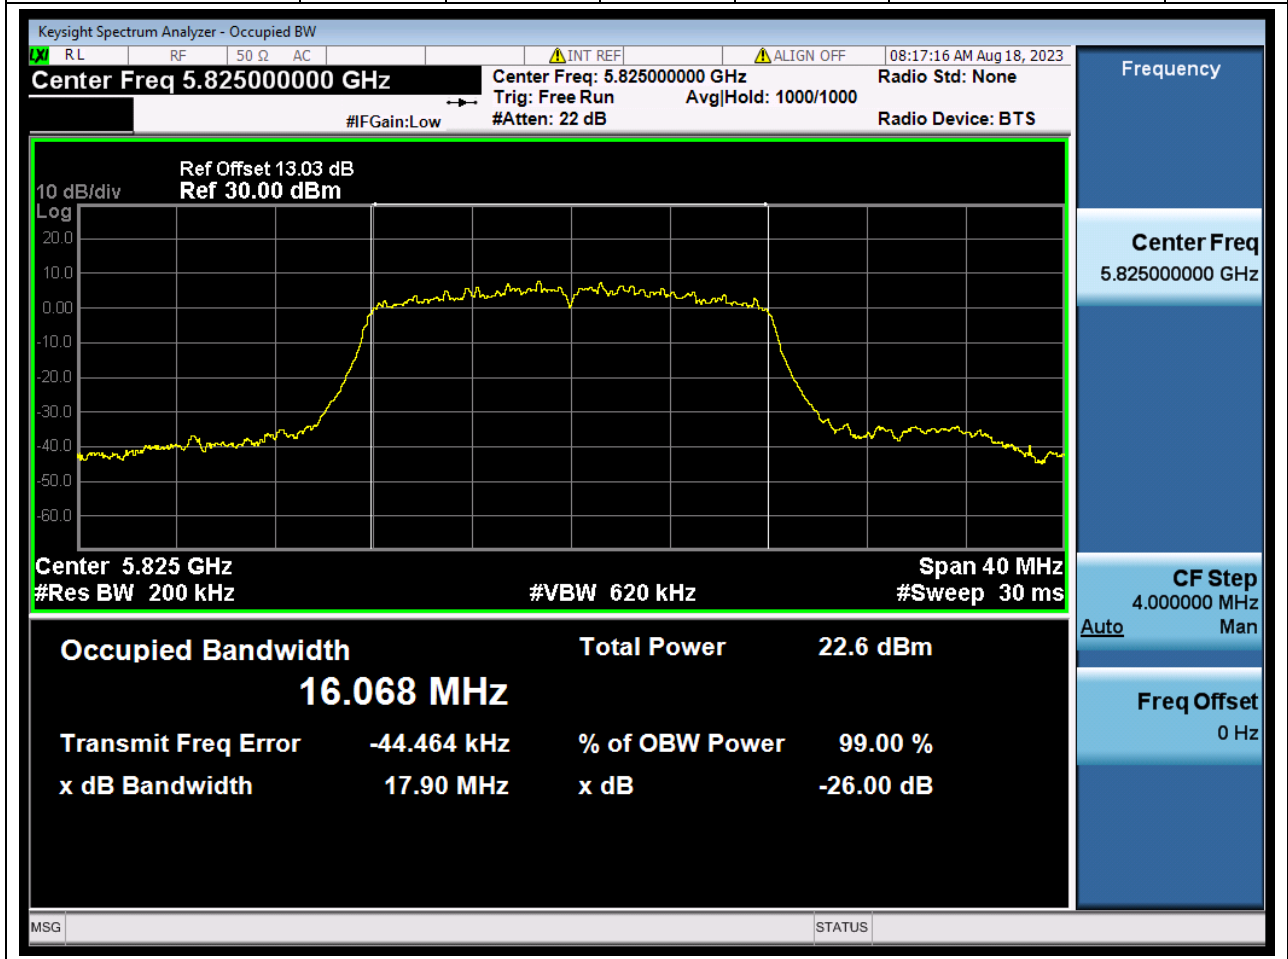 Keysight Spectrum Analyzer - Occupied BW
LXI RL RF 50 Ω AC INT REF ALIGN OFF 08:17:16 AM Aug 18, 2023
Center Freq 5.825000000 GHz
Center Freq: 5.825000000 GHz
Radio Std: None
Trig: Free Run Avg|Hold: 1000/1000
#IFGain:Low
#Atten: 22 dB
Radio Device: BTS
Ref Offset 13.03 dB
10 dB/div Ref 30.00 dBm
Log
20.0
10.0
0.00
-10.0
-20.0
-30.0
-40.0
-50.0
-60.0
Center 5.825 GHz Span 40 MHz
#Res BW 200 kHz #VBW 620 kHz #Sweep 30 ms
Occupied Bandwidth Total Power 22.6 dBm
16.068 MHz
Transmit Freq Error -44.464 kHz % of OBW Power 99.00 %
x dB Bandwidth 17.90 MHz x dB -26.00 dB
Frequency
Center Freq
5.825000000 GHz
CF Step
4.000000 MHz
Auto Man
Freq Offset
0 Hz
MSG STATUS